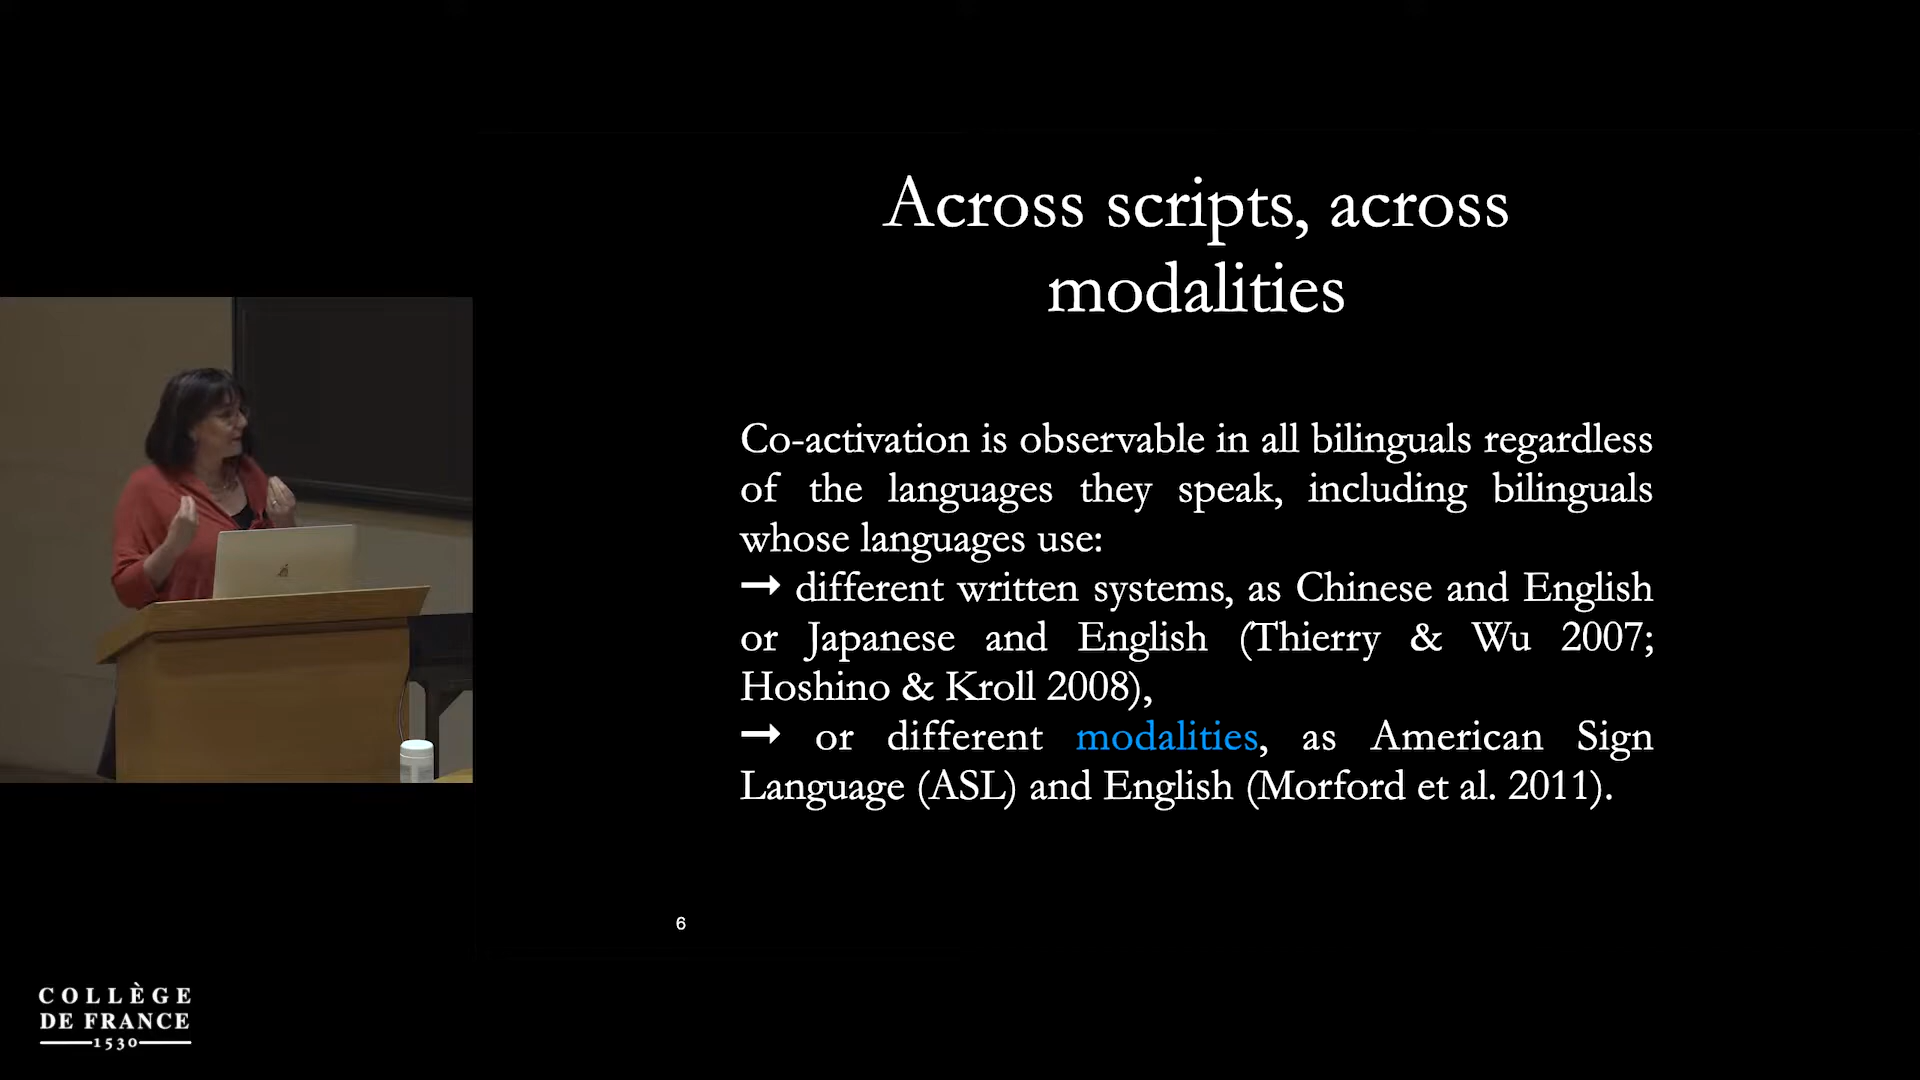 Across scripts, across
modalities
Co-activation is observable in all bilinguals regardless
of the languages they speak, including bilinguals
whose languages use:
→ different written systems, as Chinese and English
or Japanese and English (Thierry & Wu 2007;
Hoshino & Kroll 2008),
→ or different modalities, as American Sign
Language (ASL) and English (Morford et al. 2011).
6
COLLÈGE
DE FRANCE
1530